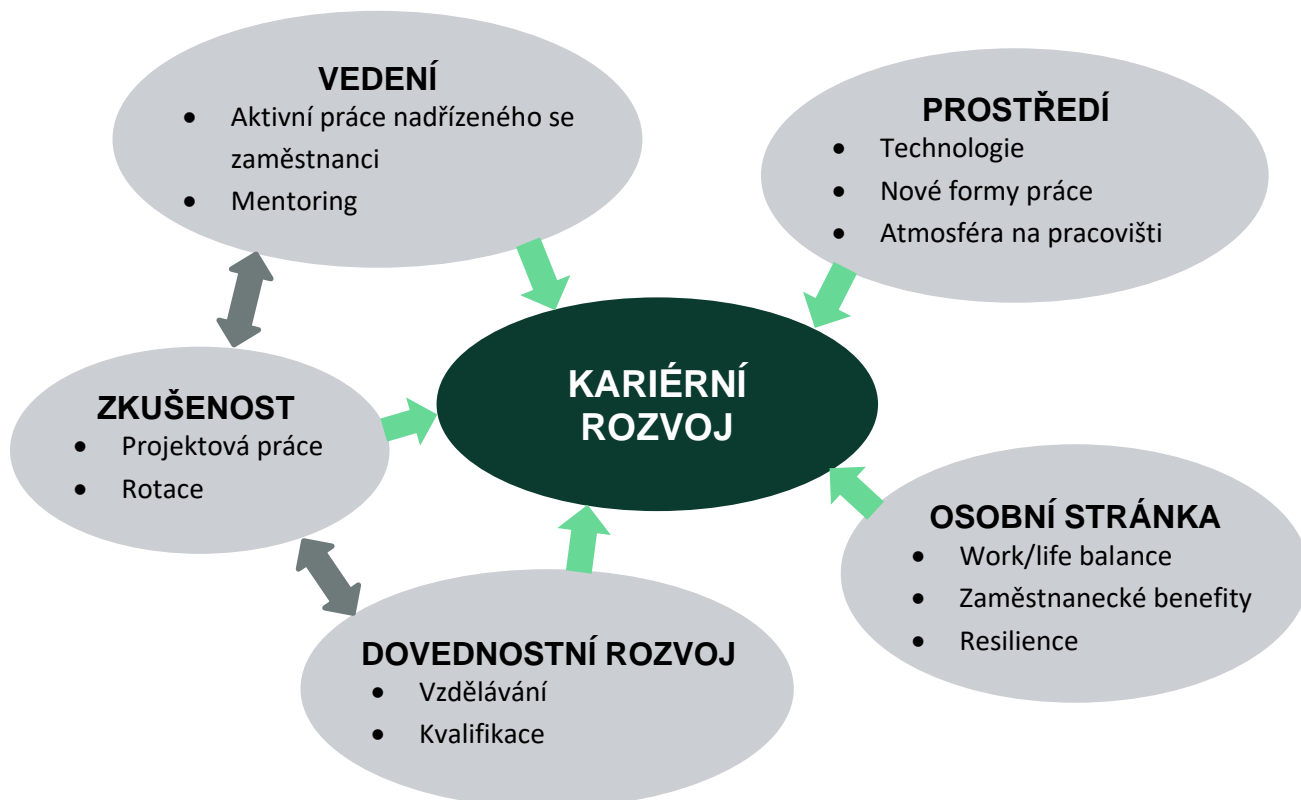 VEDENÍ
• Aktivní práce nadřízeného se
zaměstnanci
• Mentoring
PROSTŘEDÍ
• Technologie
• Nové formy práce
• Atmosféra na pracovišti
KARIÉRNÍ
ROZVOJ
ZKUŠENOST
• Projektová práce
• Rotace
OSOBNÍ STRÁNKA
• Work/life balance
• Zaměstnanecké benefity
• Resilience
DOVEDNOSTNÍ ROZVOJ
• Vzdělávání
• Kvalifikace